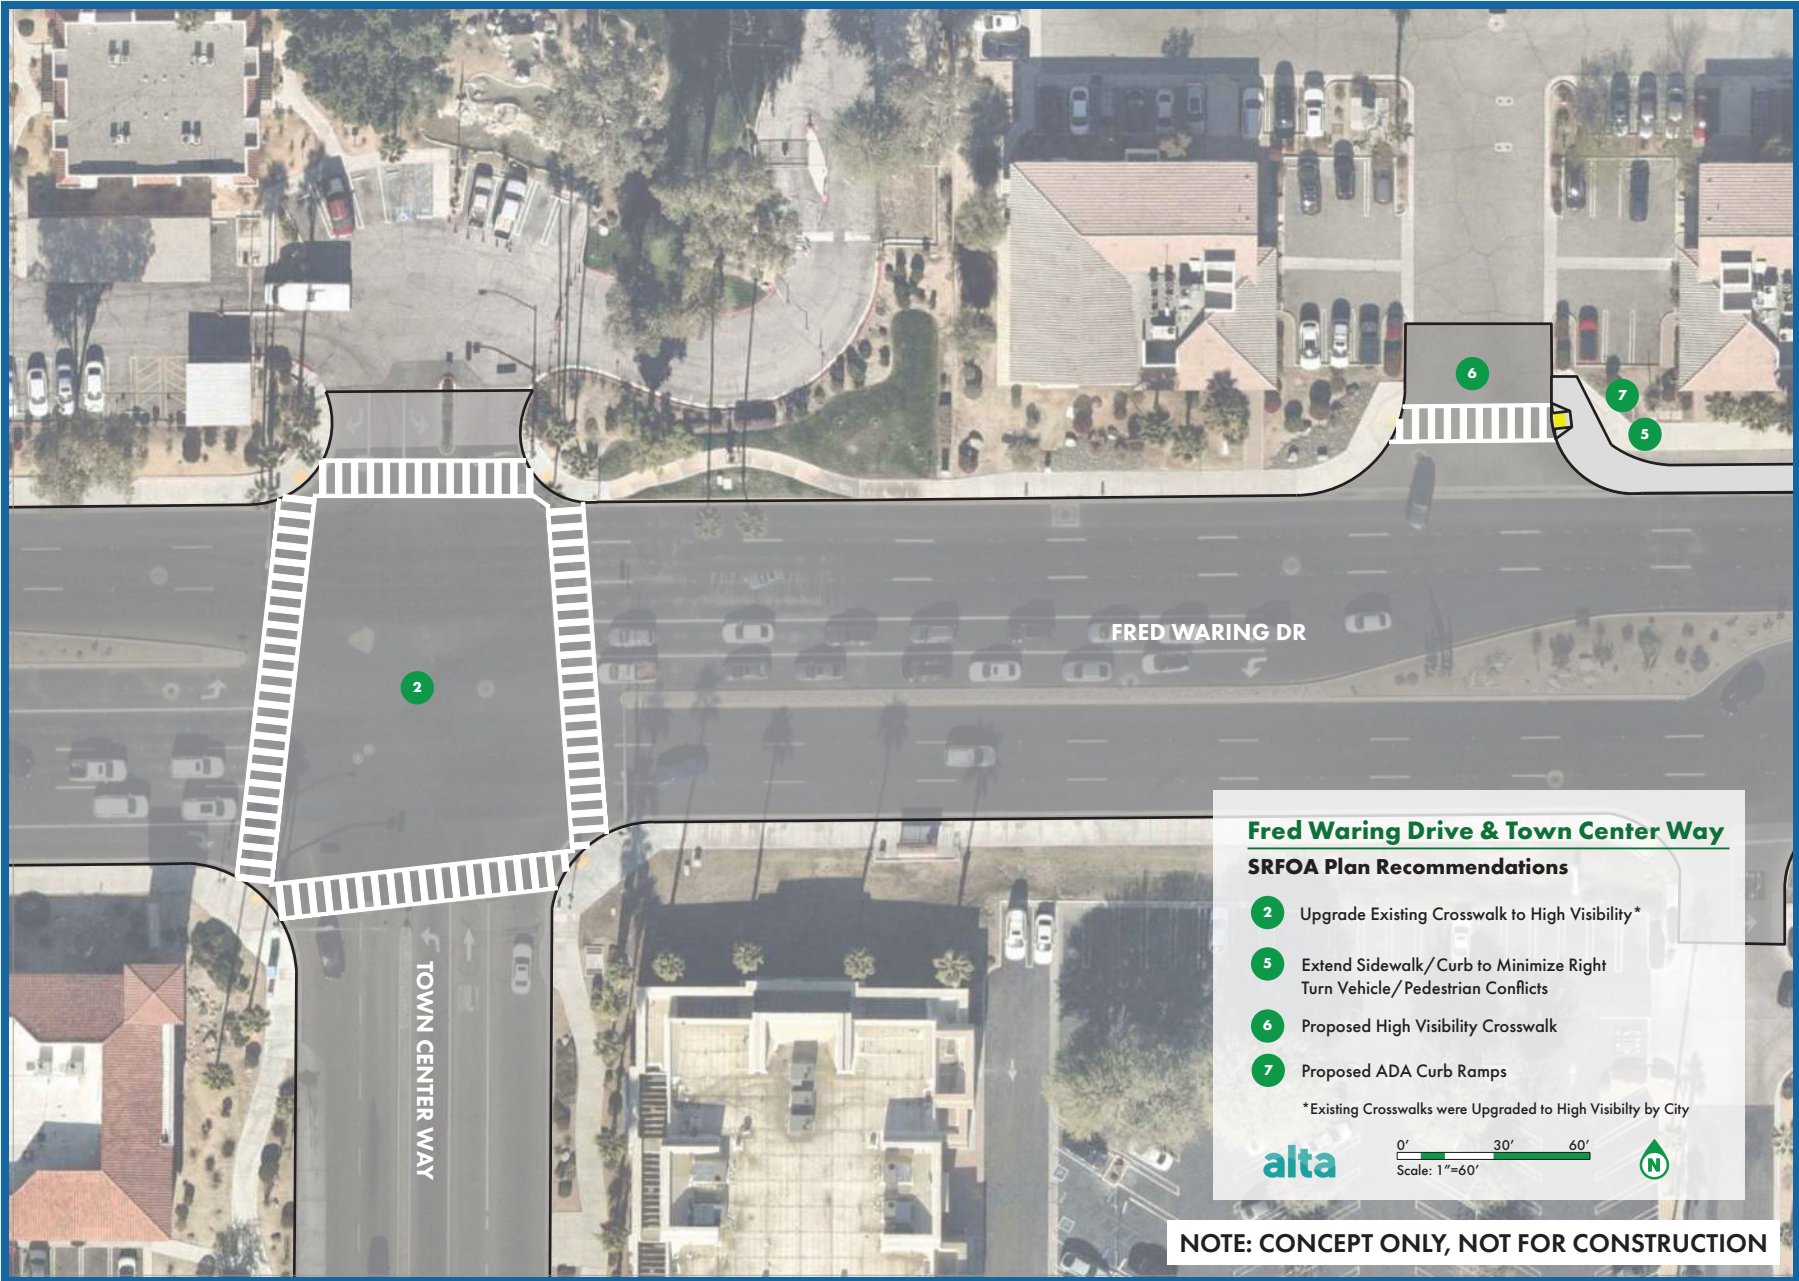 6
7
5
FRED WARING DR
2
TOWN CENTER WAY
Fred Waring Drive & Town Center Way
SRFOA Plan Recommendations
2 Upgrade Existing Crosswalk to High Visibility*
5 Extend Sidewalk/Curb to Minimize Right
Turn Vehicle/Pedestrian Conflicts
6 Proposed High Visibility Crosswalk
7 Proposed ADA Curb Ramps
*Existing Crosswalks were Upgraded to High Visibilty by City
alta
0' 30' 60'
Scale: 1"=60'
N
NOTE: CONCEPT ONLY, NOT FOR CONSTRUCTION